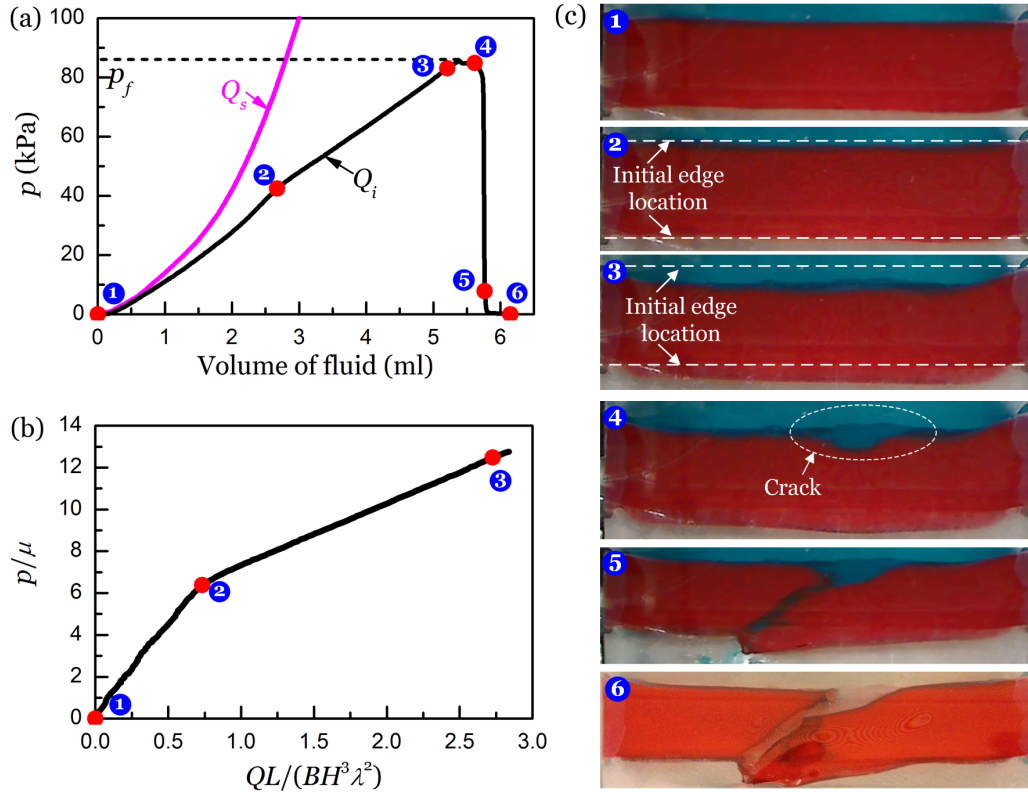 (a)
100
80
60
40
20
0
p (kPa)
p_f
Q_s
Q_i
1
2
3
4
5
6
0 1 2 3 4 5 6
Volume of fluid (ml)
(b)
14
12
10
8
6
4
2
0
p/μ
1
2
3
0.0 0.5 1.0 1.5 2.0 2.5 3.0
QL/(BH³λ²)
(c)
1
2
Initial edge
location
3
Initial edge
location
4
Crack
5
6